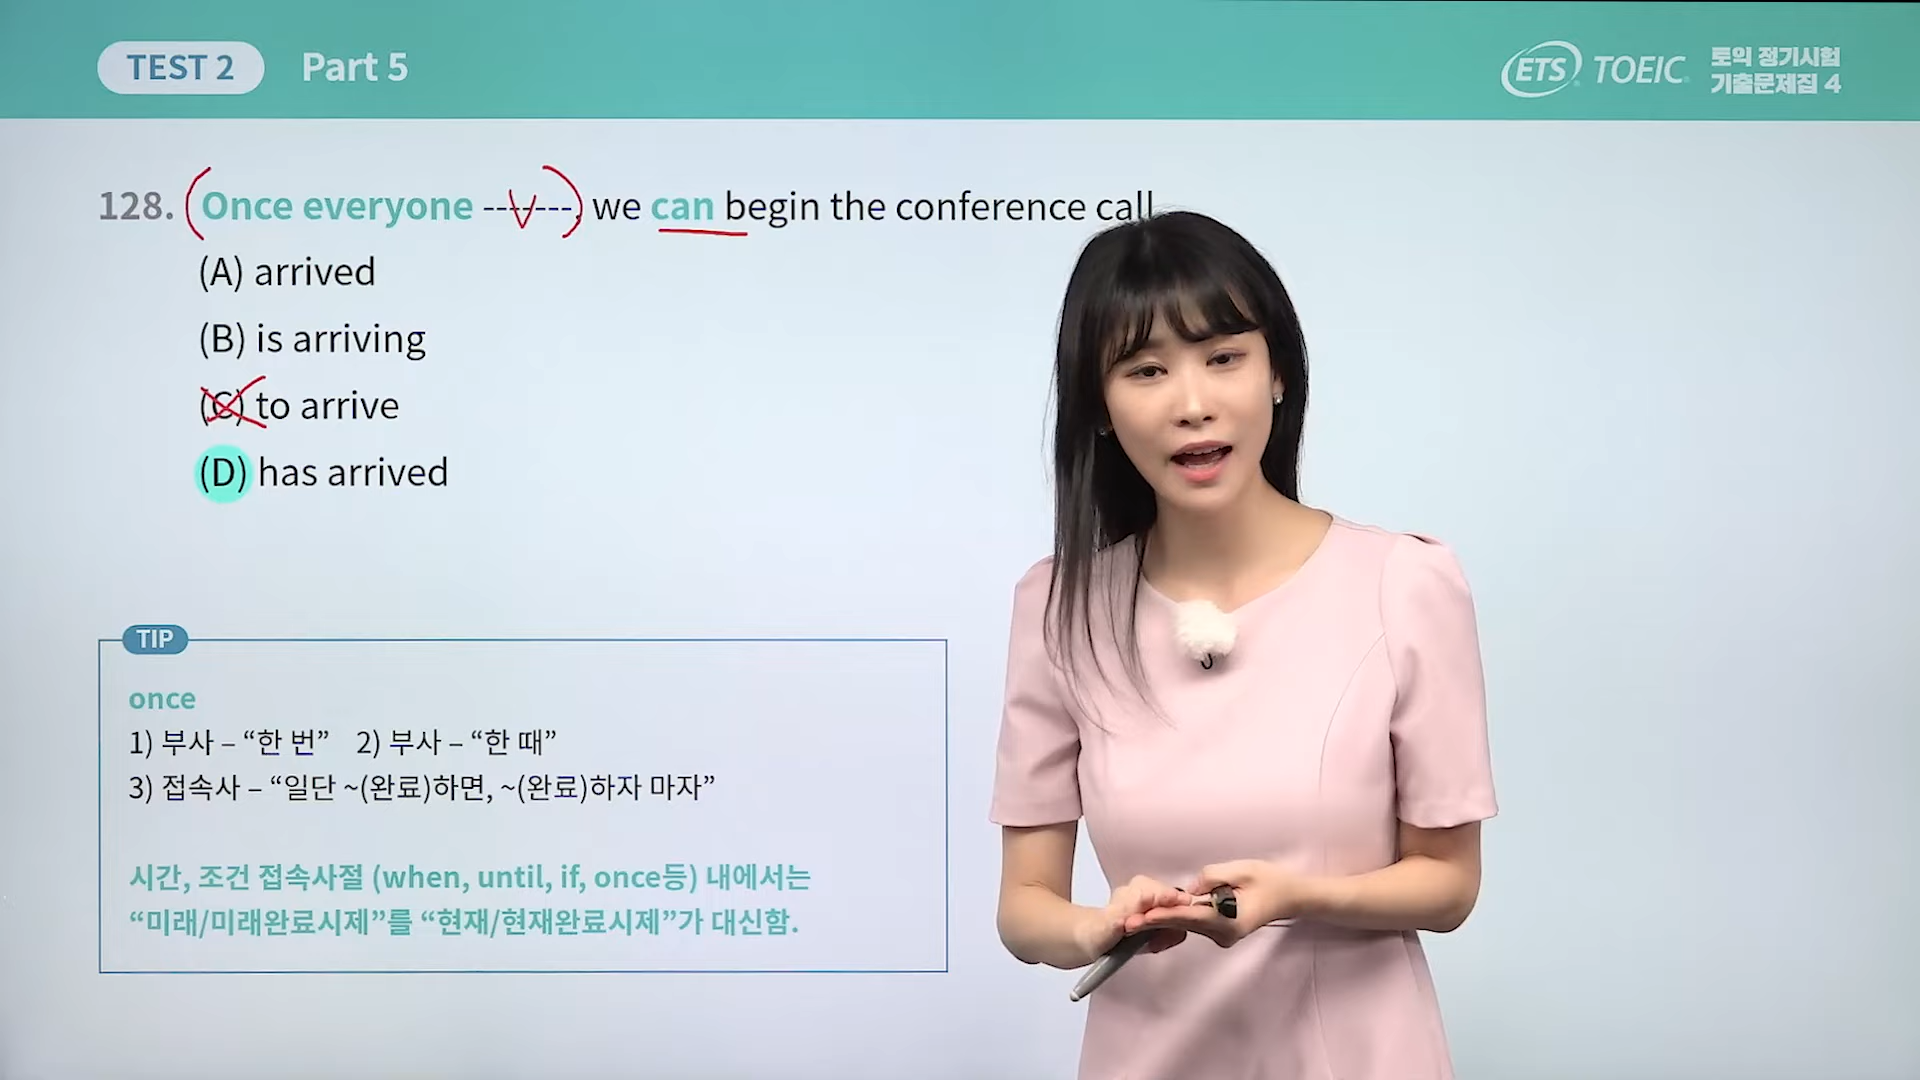 TEST 2 Part 5
ETS TOEIC 토익 정기시험
기출문제집 4
128. Once everyone -------, we can begin the conference call
(A) arrived
(B) is arriving
(C) to arrive
(D) has arrived
TIP
once
1) 부사 – “한 번” 2) 부사 – “한 때”
3) 접속사 – “일단 ~(완료)하면, ~(완료)하자 마자”
시간, 조건 접속사절 (when, until, if, once등) 내에서는
“미래/미래완료시제”를 “현재/현재완료시제”가 대신함.